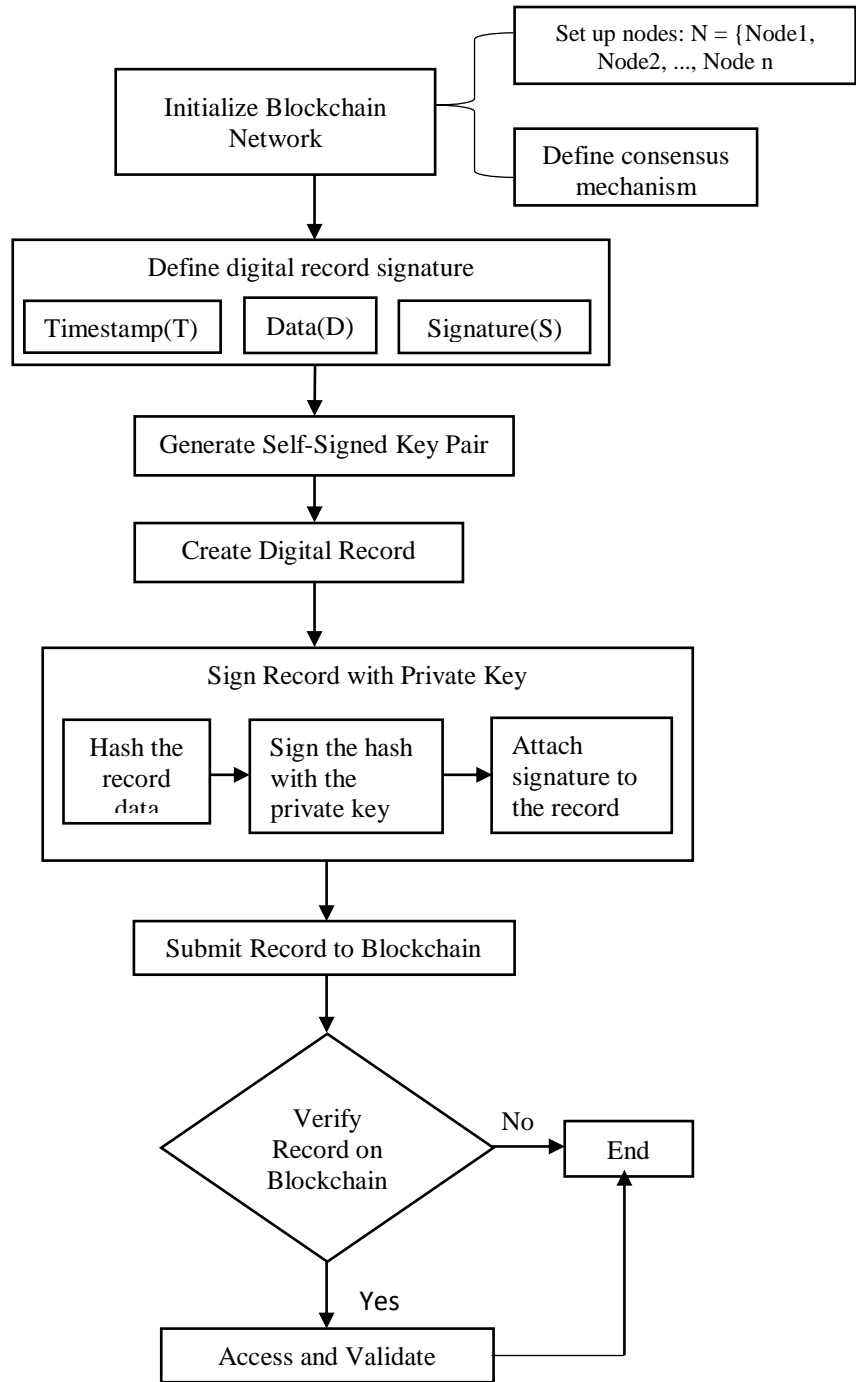 Set up nodes: N = {Node1,
Node2, ..., Node n
Initialize Blockchain
Network
Define consensus
mechanism
Define digital record signature
Timestamp(T)
Data(D)
Signature(S)
Generate Self-Signed Key Pair
Create Digital Record
Sign Record with Private Key
Hash the
record
data
Sign the hash
with the
private key
Attach
signature to
the record
Submit Record to Blockchain
Verify
Record on
Blockchain
No
End
Yes
Access and Validate